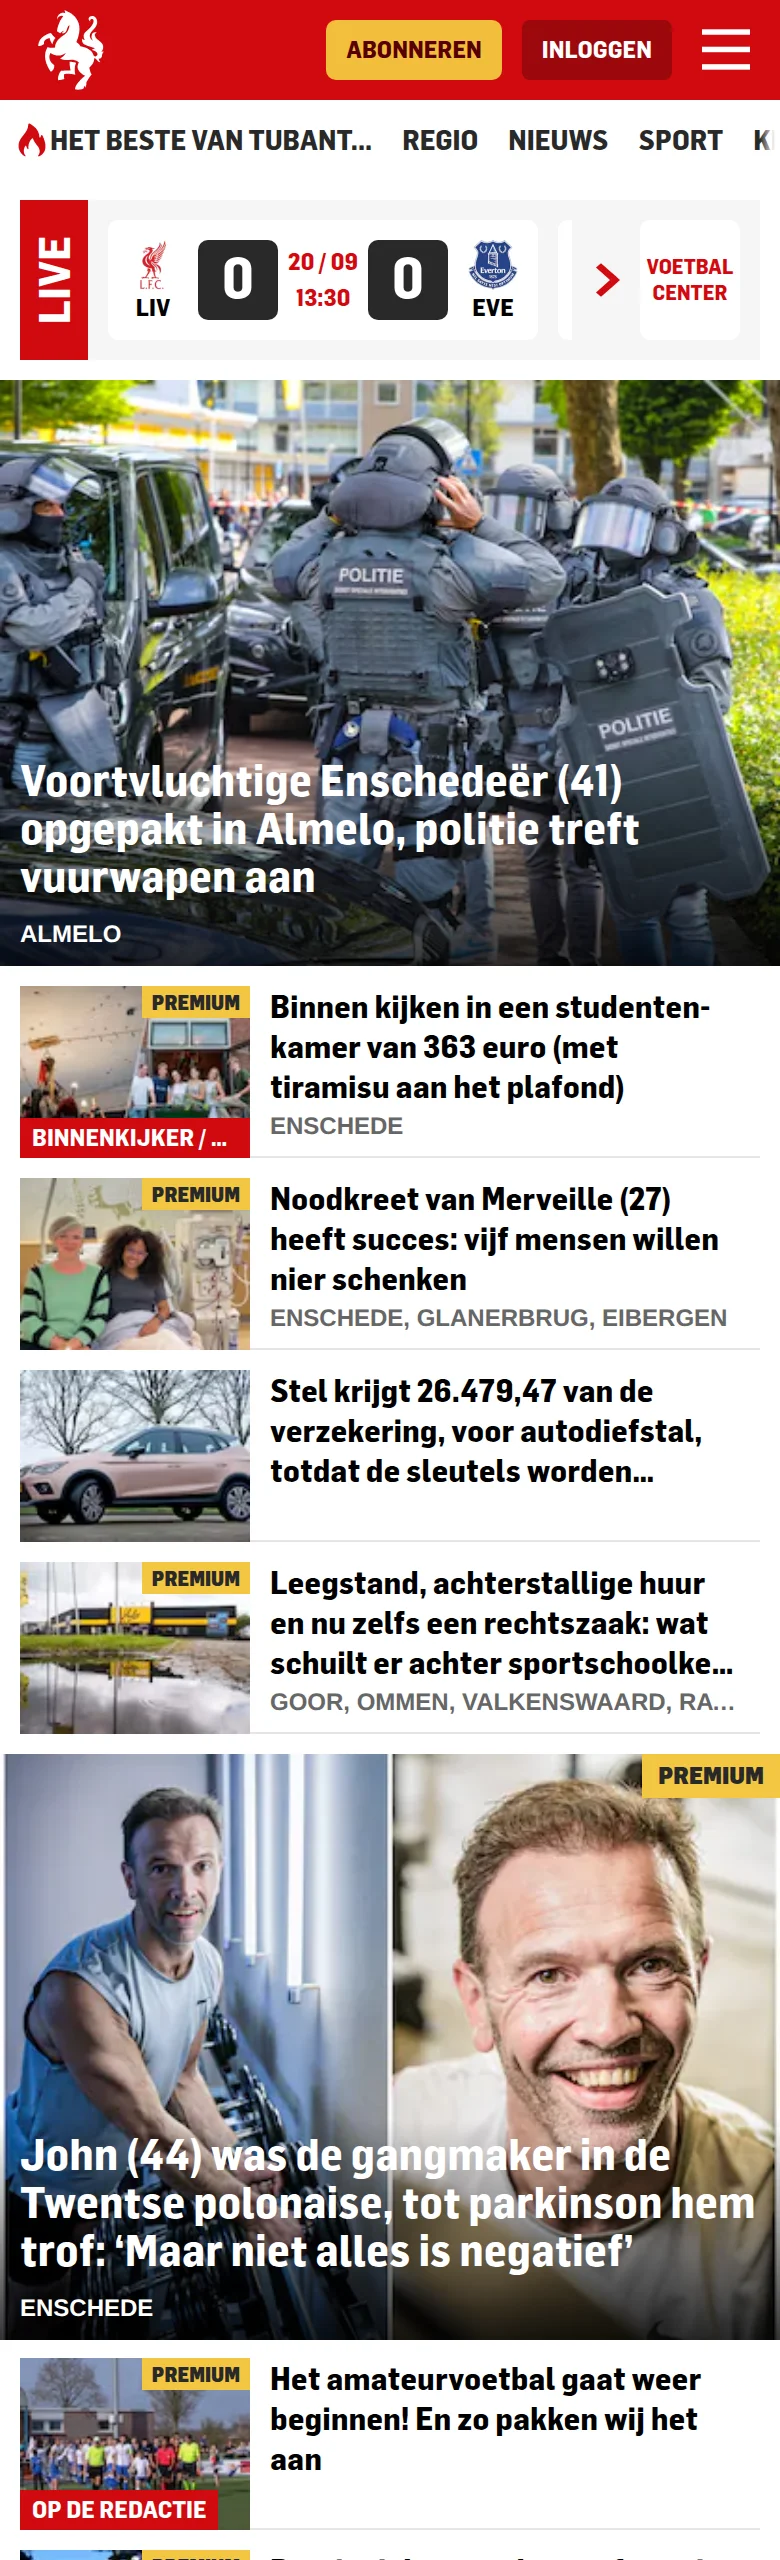 ABONNEREN
INLOGGEN
HET BESTE VAN TUBANT...
REGIO
NIEUWS
SPORT
LIVE
L.F.C.
LIV
0
20 / 09
13:30
0
Everton
EVE
VOETBAL
CENTER
POLITIE
POLITIE
Voortvluchtige Enschedeër (41)
opgepakt in Almelo, politie treft
vuurwapen aan
ALMELO
PREMIUM
BINNENKIJKER / ...
Binnen kijken in een studenten-
kamer van 363 euro (met
tiramisu aan het plafond)
ENSCHEDE
PREMIUM
Noodkreet van Merveille (27)
heeft succes: vijf mensen willen
nier schenken
ENSCHEDE, GLANERBRUG, EIBERGEN
Stel krijgt 26.479,47 van de
verzekering, voor autodiefstal,
totdat de sleutels worden...
PREMIUM
Leegstand, achterstallige huur
en nu zelfs een rechtszaak: wat
schuilt er achter sportschoolke...
GOOR, OMMEN, VALKENSWAARD, RA...
PREMIUM
John (44) was de gangmaker in de
Twentse polonaise, tot parkinson hem
trof: ‘Maar niet alles is negatief’
ENSCHEDE
PREMIUM
OP DE REDACTIE
Het amateurvoetbal gaat weer
beginnen! En zo pakken wij het
aan